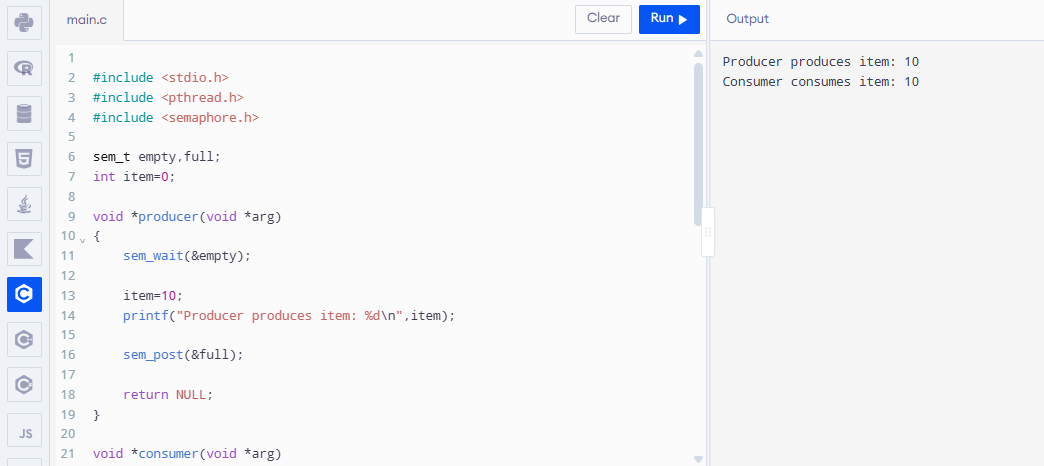 main.c
Clear
Run
Output
1
2 #include <stdio.h>
3 #include <pthread.h>
4 #include <semaphore.h>
5
6 sem_t empty,full;
7 int item=0;
8
9 void *producer(void *arg)
10 {
11     sem_wait(&empty);
12
13     item=10;
14     printf("Producer produces item: %d\n",item);
15
16     sem_post(&full);
17
18     return NULL;
19 }
20
21 void *consumer(void *arg)
Producer produces item: 10
Consumer consumes item: 10
JS